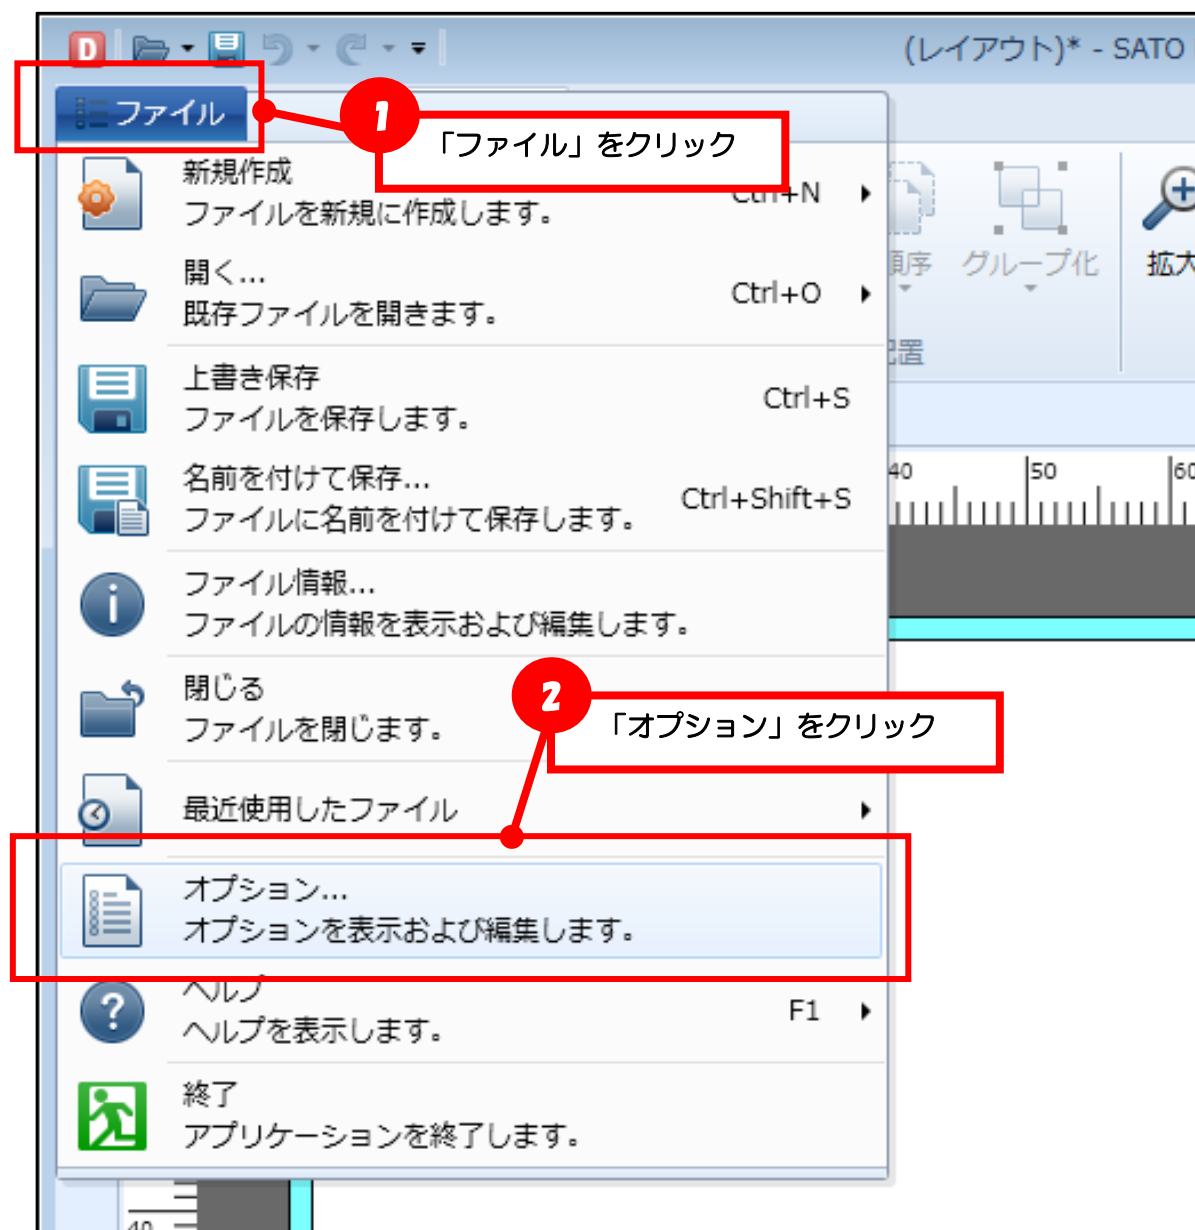 (レイアウト)* - SATO
ファイル
1
「ファイル」をクリック
新規作成
ファイルを新規に作成します。
Ctrl+N
開く...
既存ファイルを開きます。
Ctrl+O
順序
グループ化
拡大
配置
上書き保存
ファイルを保存します。
Ctrl+S
名前を付けて保存...
ファイルに名前を付けて保存します。
Ctrl+Shift+S
40 50 60
ファイル情報...
ファイルの情報を表示および編集します。
閉じる
ファイルを閉じます。
2
「オプション」をクリック
最近使用したファイル
オプション...
オプションを表示および編集します。
ヘルプ
ヘルプを表示します。
F1
終了
アプリケーションを終了します。
40